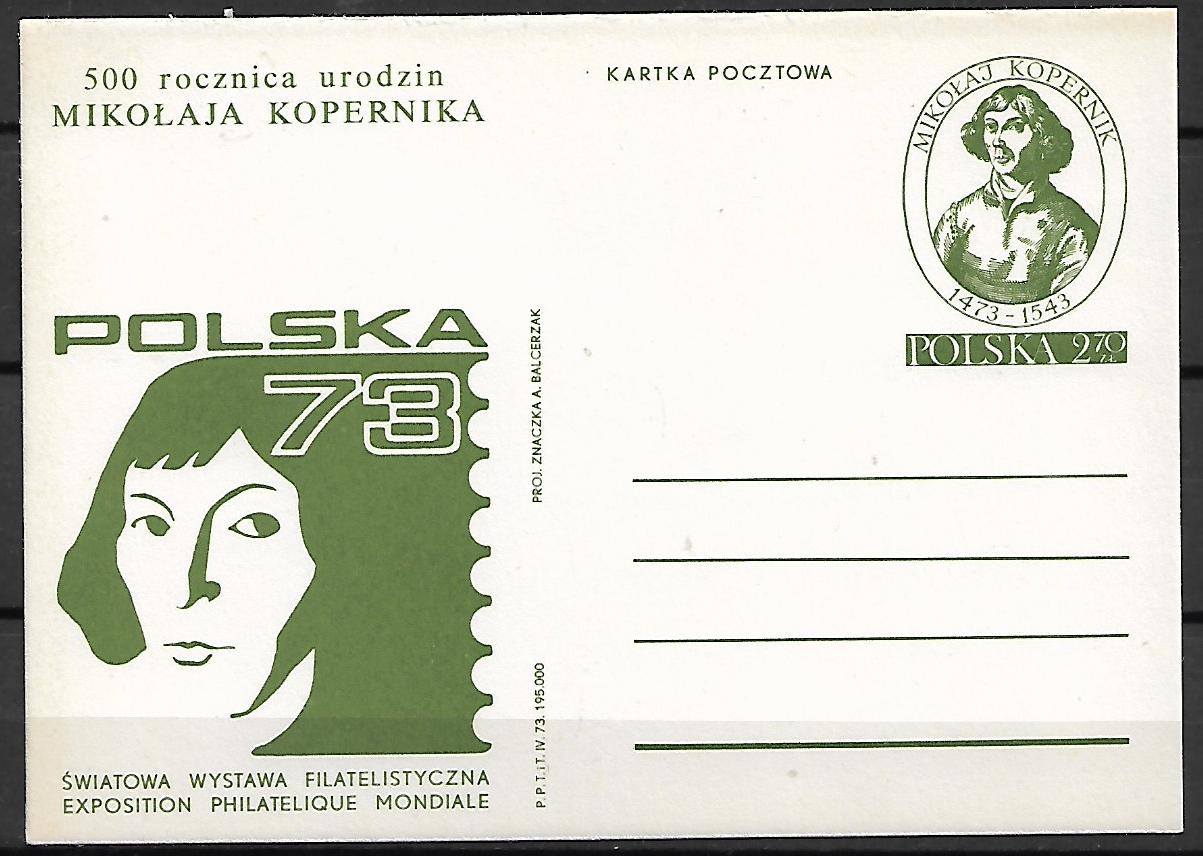 500 rocznica urodzin
MIKOŁAJA KOPERNIKA
KARTKA POCZTOWA
MIKOŁAJ KOPERNIK
1473 - 1543
POLSKA 2 70 ZŁ
POLSKA
73
PROJ. ZNACZKA A. BALCERZAK
P. P. T. i T. IV. 73. 195.000
ŚWIATOWA WYSTAWA FILATELISTYCZNA
EXPOSITION PHILATELIQUE MONDIALE